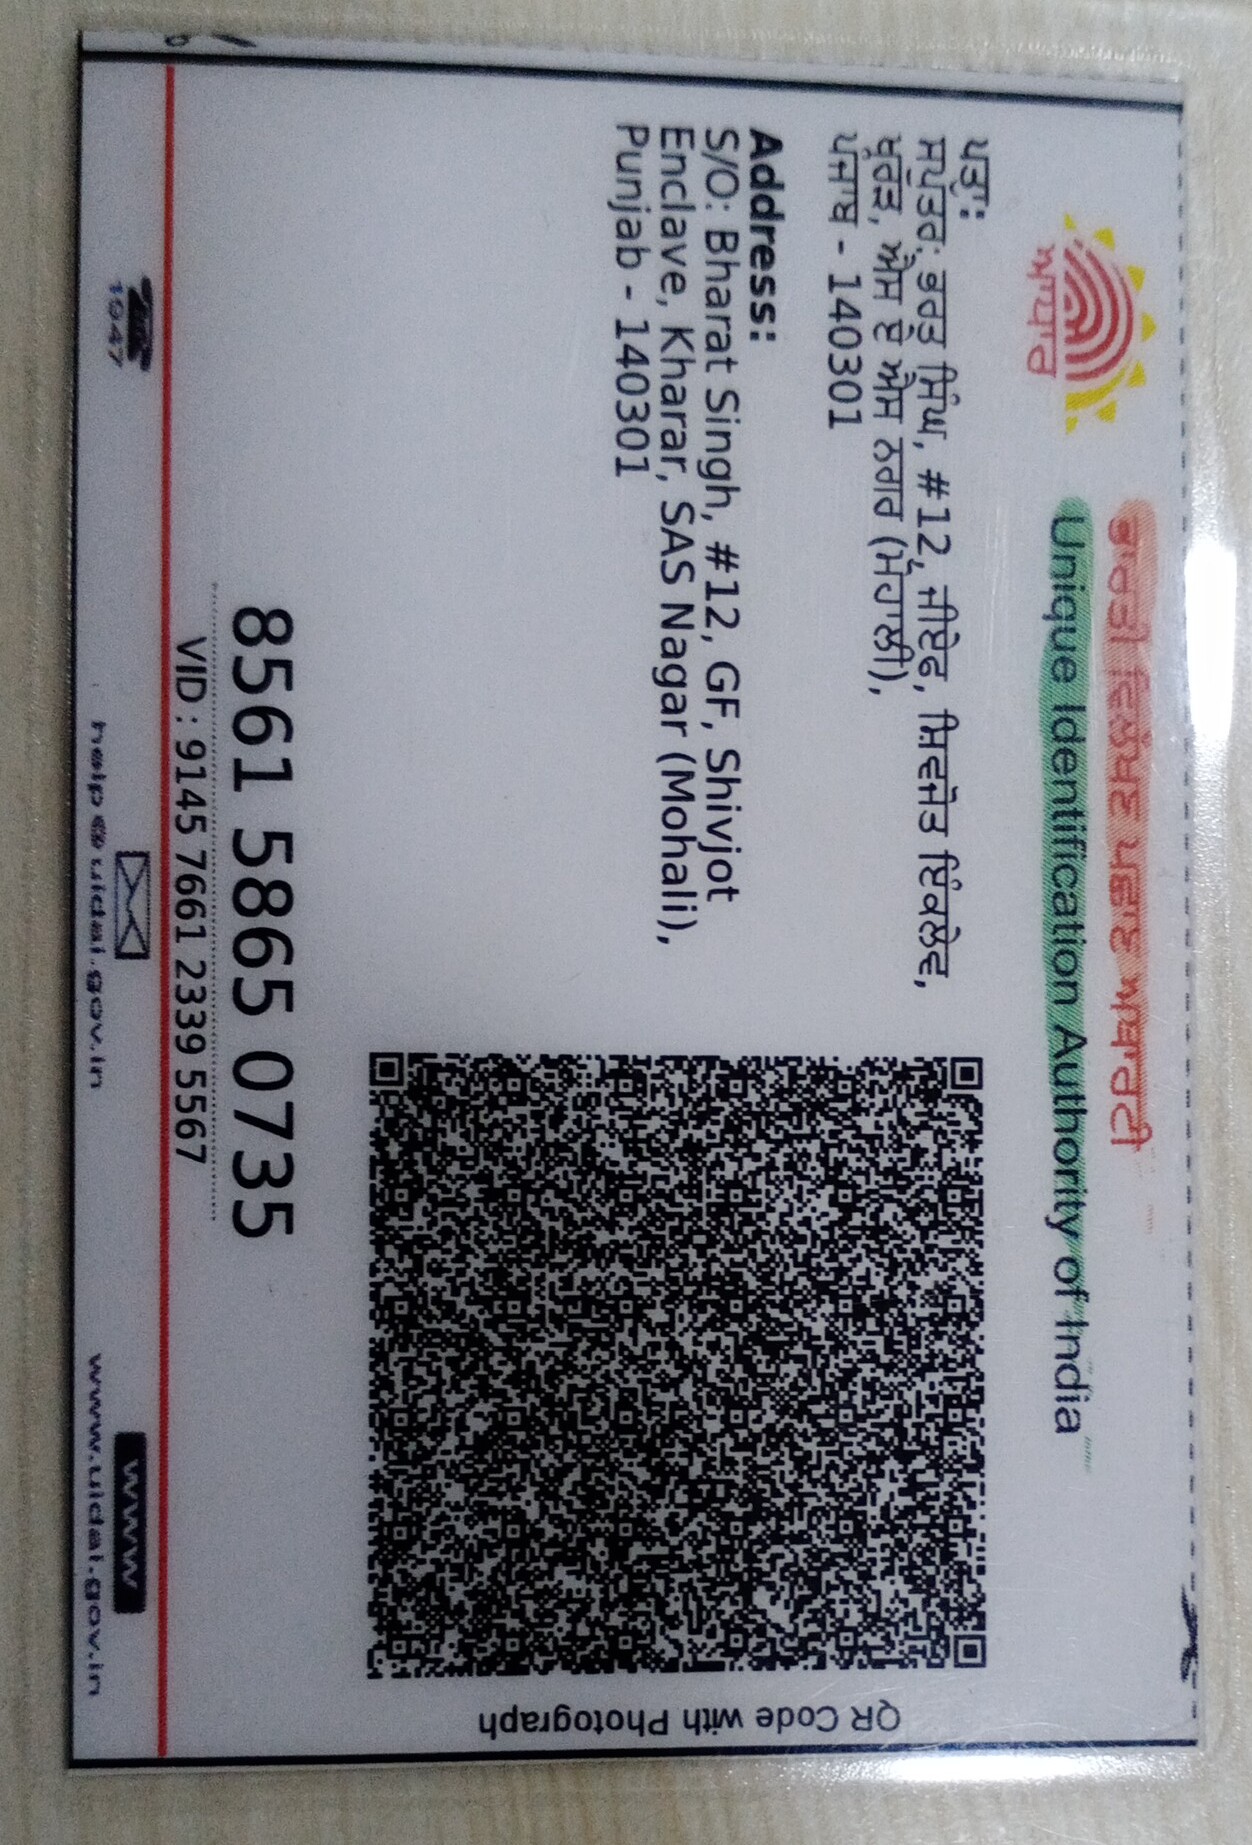 ਭਾਰਤੀ ਵਿਲੱਖਣ ਪਛਾਣ ਅਥਾਰਟੀ
Unique Identification Authority of India
ਆਧਾਰ
ਪਤਾ:
ਸਪੁੱਤਰ: ਭਰਤ ਸਿੰਘ, #12, ਜੀਏਫ, ਸ਼ਿਵਜੋਤ ਇੰਕਲੇਵ,
ਖਰੜ, ਐਸ ਏ ਐਸ ਨਗਰ (ਮੋਹਾਲੀ),
ਪੰਜਾਬ - 140301
Address:
S/O: Bharat Singh, #12, GF, Shivjot
Enclave, Kharar, SAS Nagar (Mohali),
Punjab - 140301
QR Code with Photograph
8561 5865 0735
VID : 9145 7661 2339 5567
1947
help@uidai.gov.in
WWW
www.uidai.gov.in